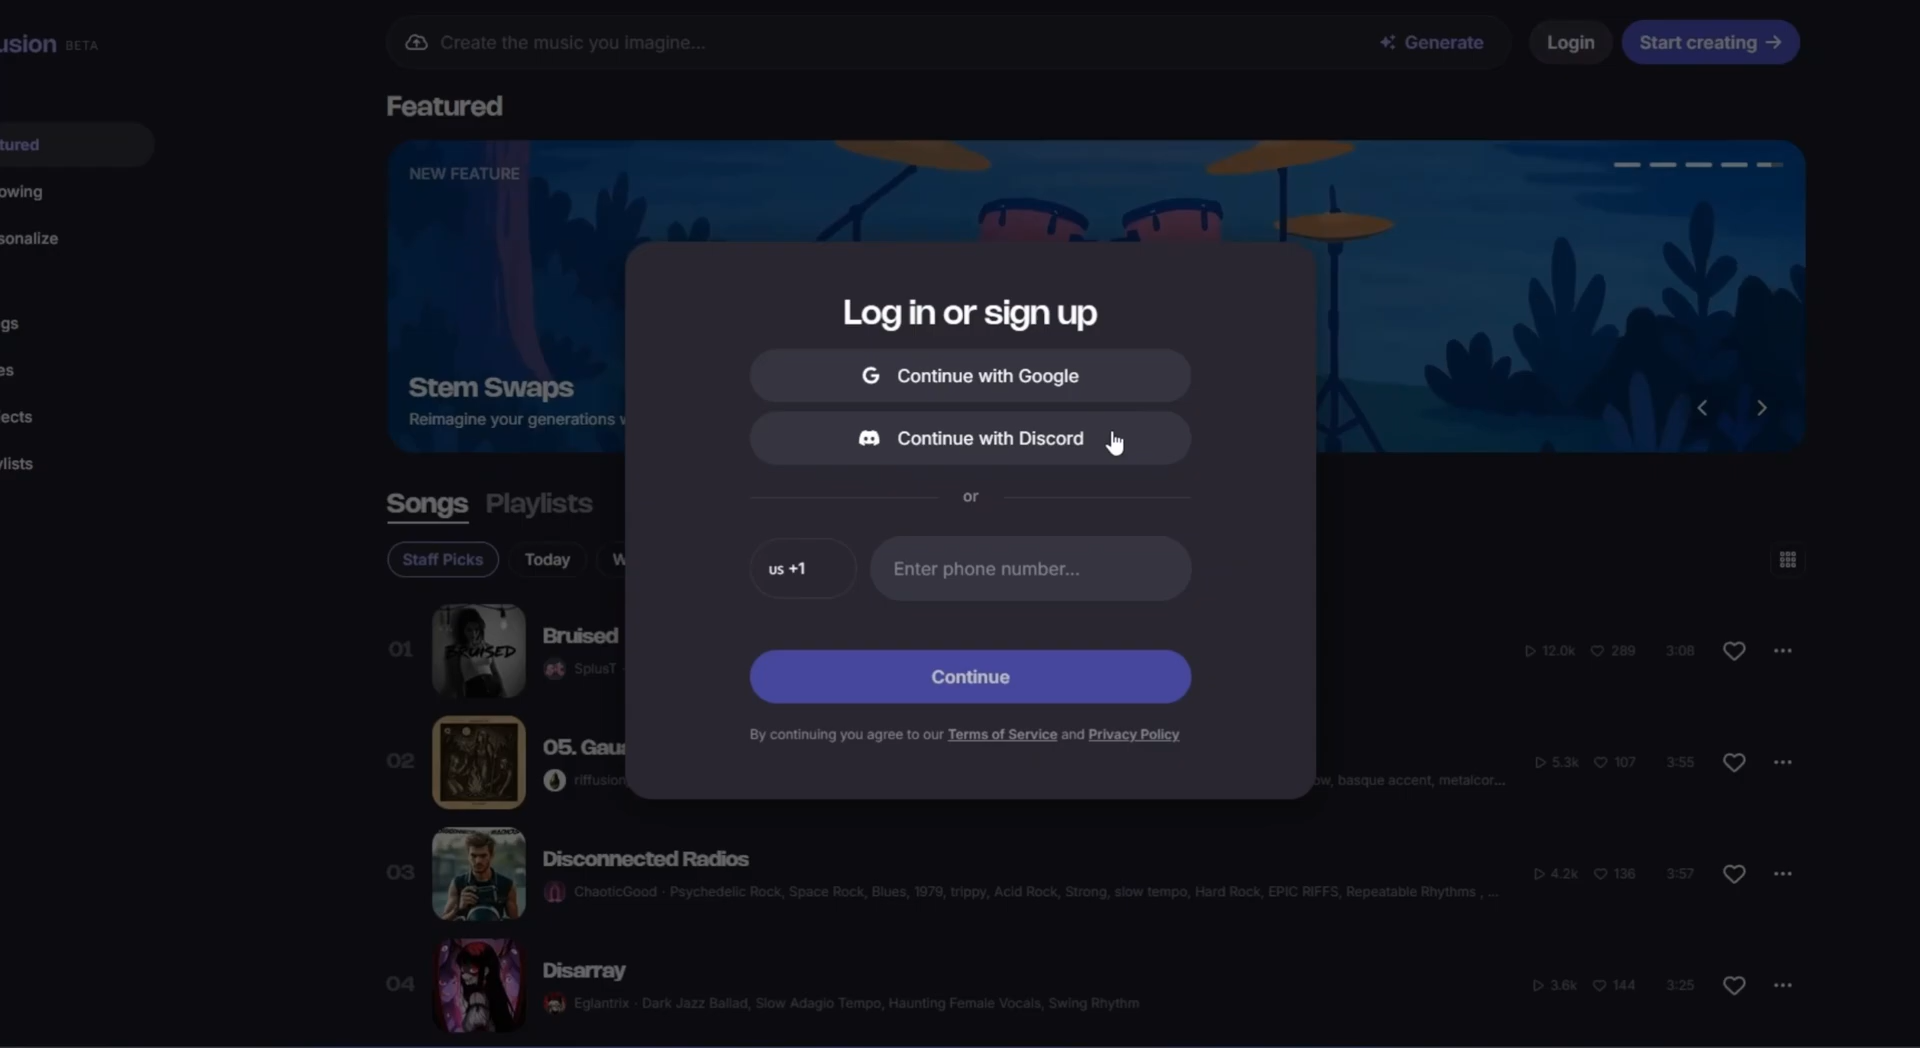 usion BETA
Create the music you imagine...
Generate
Login
Start creating
Featured
tured
owing
sonalize
gs
es
ects
ylists
NEW FEATURE
Stem Swaps
Reimagine your generations
Log in or sign up
Continue with Google
Continue with Discord
or
us +1
Enter phone number...
Continue
By continuing you agree to our Terms of Service and Privacy Policy
Songs Playlists
Staff Picks
Today
W
01
BRUISED
Bruised
SplusT ·
12.0k 289 3:08
02
05. Gaua
riffusion
ow, basque accent, metalcor...
5.3k 107 3:55
03
Disconnected Radios
ChaoticGood · Psychedelic Rock, Space Rock, Blues, 1979, trippy, Acid Rock, Strong, slow tempo, Hard Rock, EPIC RIFFS, Repeatable Rhythms , ...
4.2k 136 3:57
04
Disarray
Eglantrix · Dark Jazz Ballad, Slow Adagio Tempo, Haunting Female Vocals, Swing Rhythm
3.6k 144 3:25